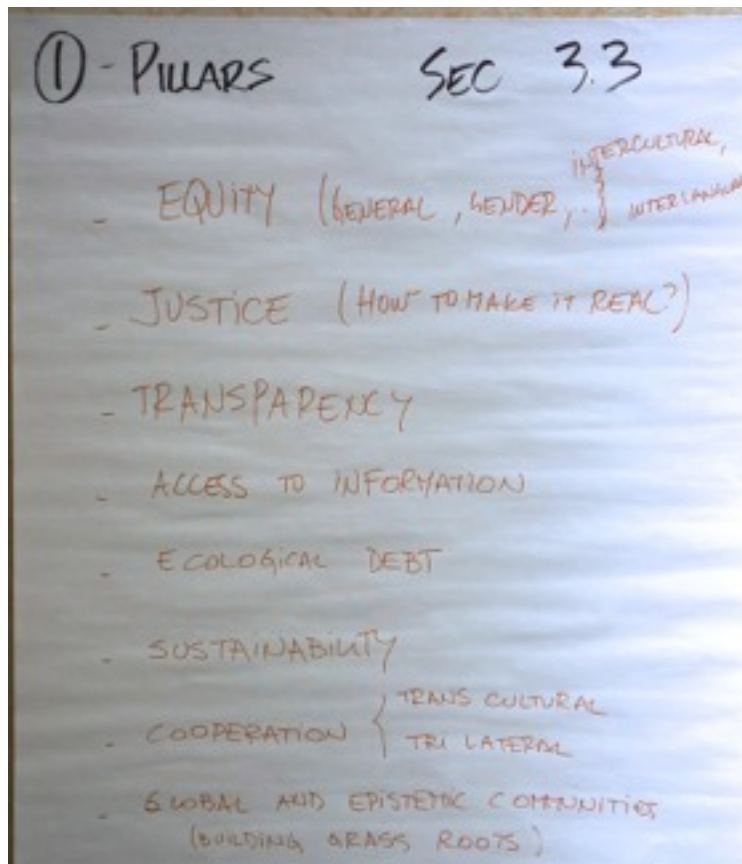 ① - PILLARS SEC 3.3
INTERCULTURAL,
- EQUITY (GENERAL, GENDER, .. }
- JUSTICE (HOW TO MAKE IT REAL?)
- TRANSPARENCY
- ACCESS TO INFORMATION
- ECOLOGICAL DEBT
- SUSTAINABILITY
- COOPERATION { TRANS CULTURAL
TRI LATERAL
- GLOBAL AND EPISTEMIC COMMUNITIES
(BUILDING GRASS ROOTS)